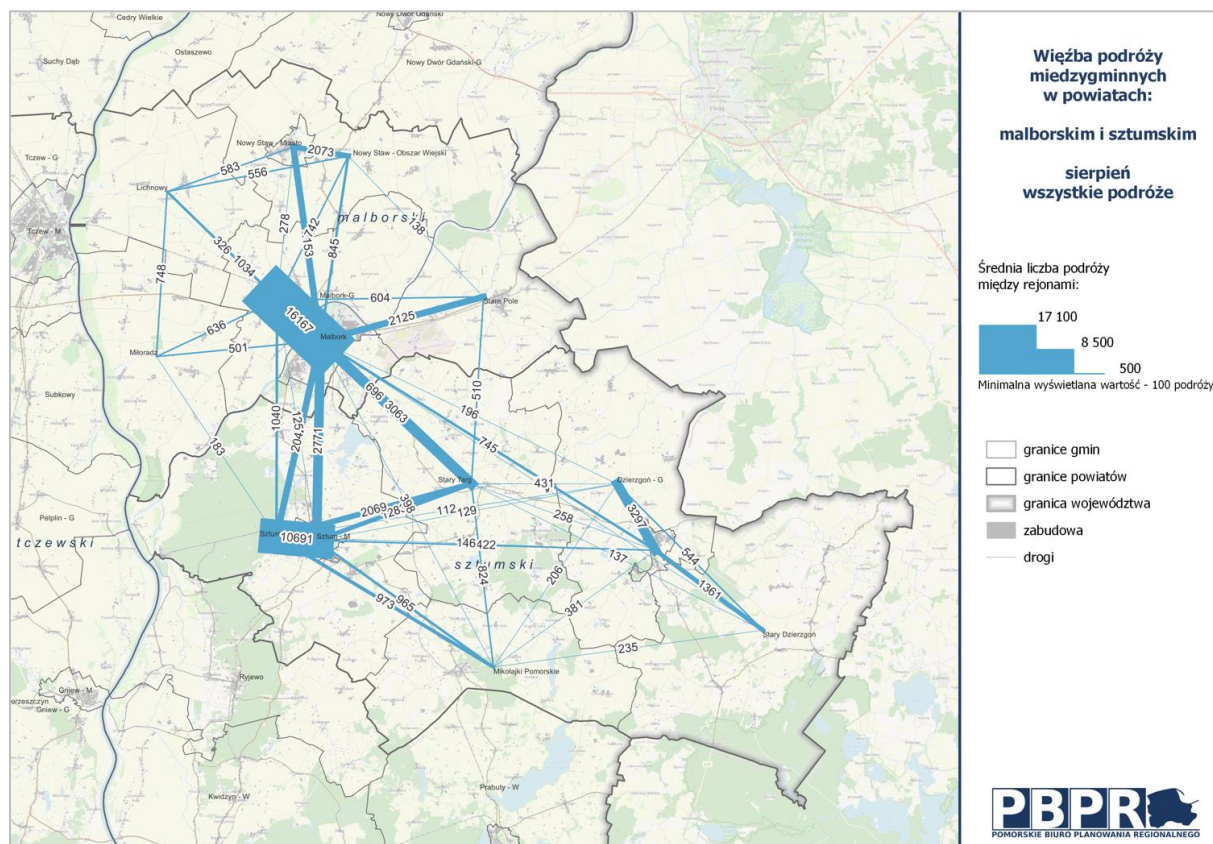 Cedry Wielkie
Nowy Dwór Gdański
Ostaszewo
Suchy Dąb
Nowy Dwór Gdański-G
Nowy Staw - Miasto
2073
Nowy Staw - Obszar Wiejski
Tczew - G
583
556
Lichnowy
278
742
malborski
738
Tczew - M
153
845
326
1034
748
Malbork-G
604
Stare Pole
16167
2125
Malbork
636
Miłoradz
501
Subkowy
696
3063
510
196
1040
125
204
2771
745
183
Stary Targ
431
Dzierzgoń - G
2069
128
398
112
129
3297
258
Pelplin - G
tczewski
10691
Sztum - M
146
422
137
544
sztumski
824
206
1361
973
965
381
Stary Dzierzgoń
235
Mikołajki Pomorskie
Ryjewo
Gniew - M
Gniew - G
orzeszczyn
Prabuty - W
Kwidzyn - W
Więźba podróży
miedzygminnych
w powiatach:
malborskim i sztumskim
sierpień
wszystkie podróże
Średnia liczba podróży
między rejonami:
17 100
8 500
500
Minimalna wyświetlana wartość - 100 podróży
granice gmin
granice powiatów
granica województwa
zabudowa
drogi
PBPR
POMORSKIE BIURO PLANOWANIA REGIONALNEGO